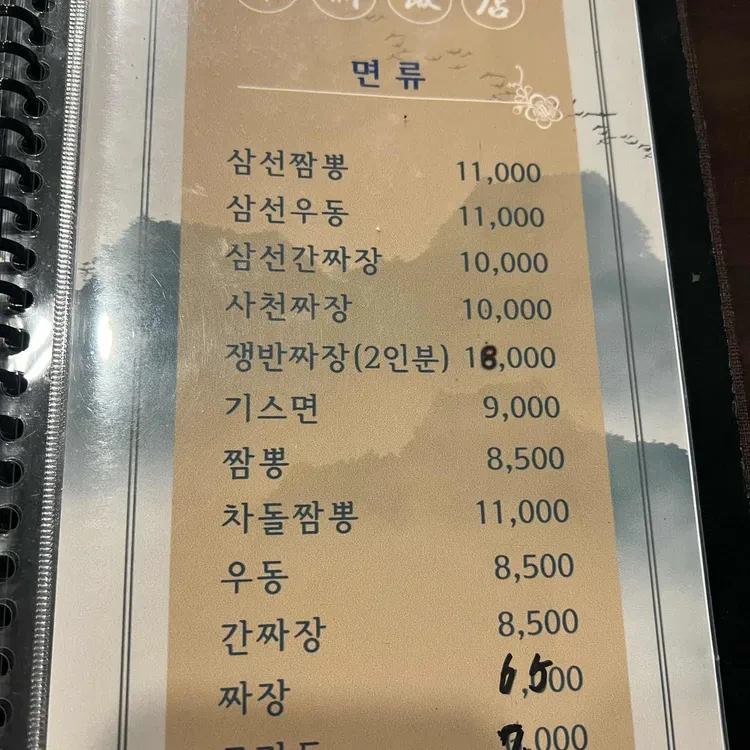 면류
삼선짬뽕 11,000
삼선우동 11,000
삼선간짜장 10,000
사천짜장 10,000
쟁반짜장(2인분) 18,000
기스면 9,000
짬뽕 8,500
차돌짬뽕 11,000
우동 8,500
간짜장 8,500
짜장 6,500
7,000